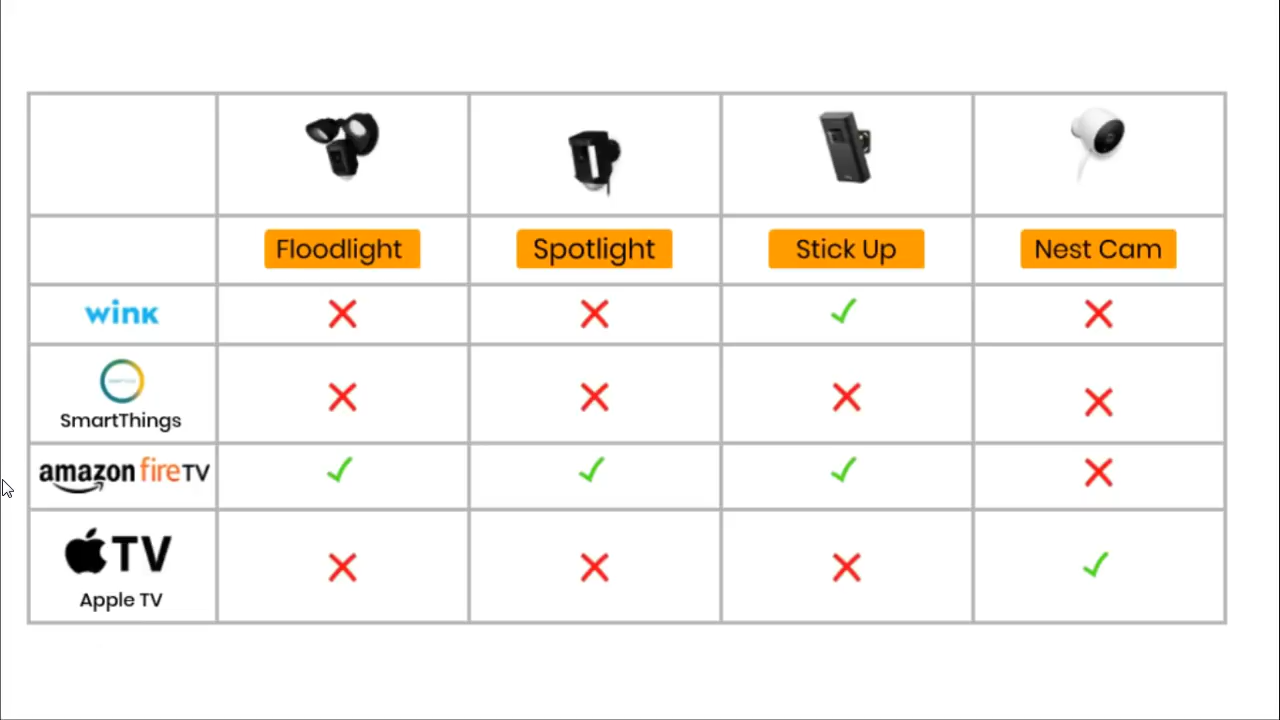 Floodlight Spotlight Stick Up Nest Cam
wink
SmartThings
amazon fireTV
TV
Apple TV